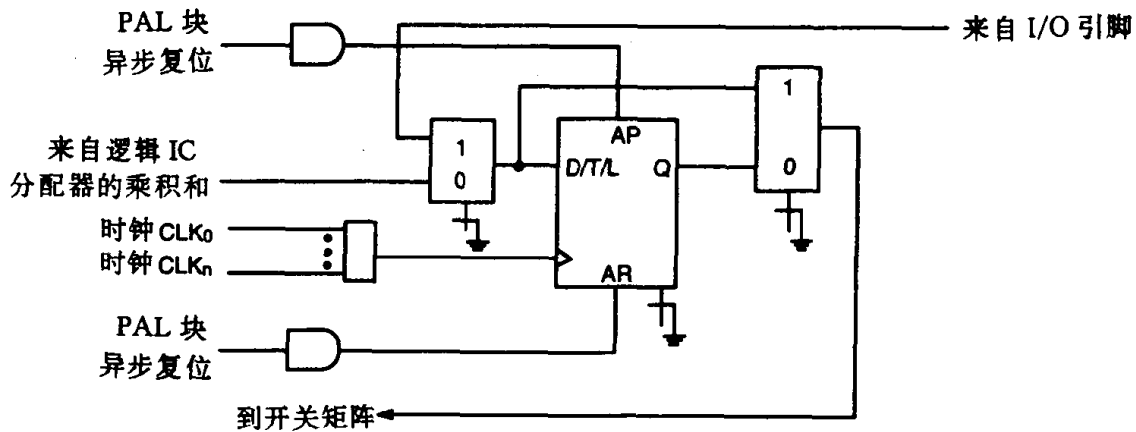 PAL 块
异步复位
来自 I/O 引脚
1
0
AP
来自逻辑 IC
分配器的乘积和
1
0
D/T/L
Q
时钟 CLK₀
时钟 CLKₙ
AR
PAL 块
异步复位
到开关矩阵